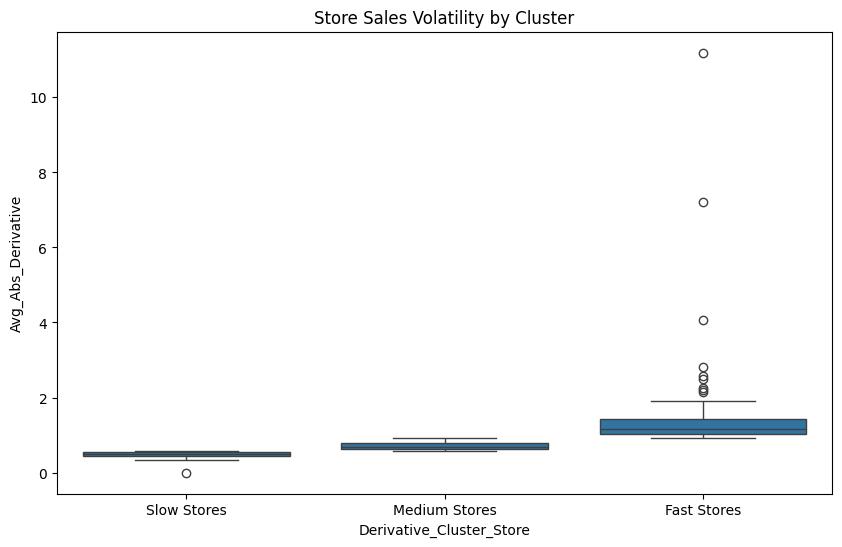 Store Sales Volatility by Cluster
Avg_Abs_Derivative
10
8
6
4
2
0
Slow Stores Medium Stores Fast Stores
Derivative_Cluster_Store